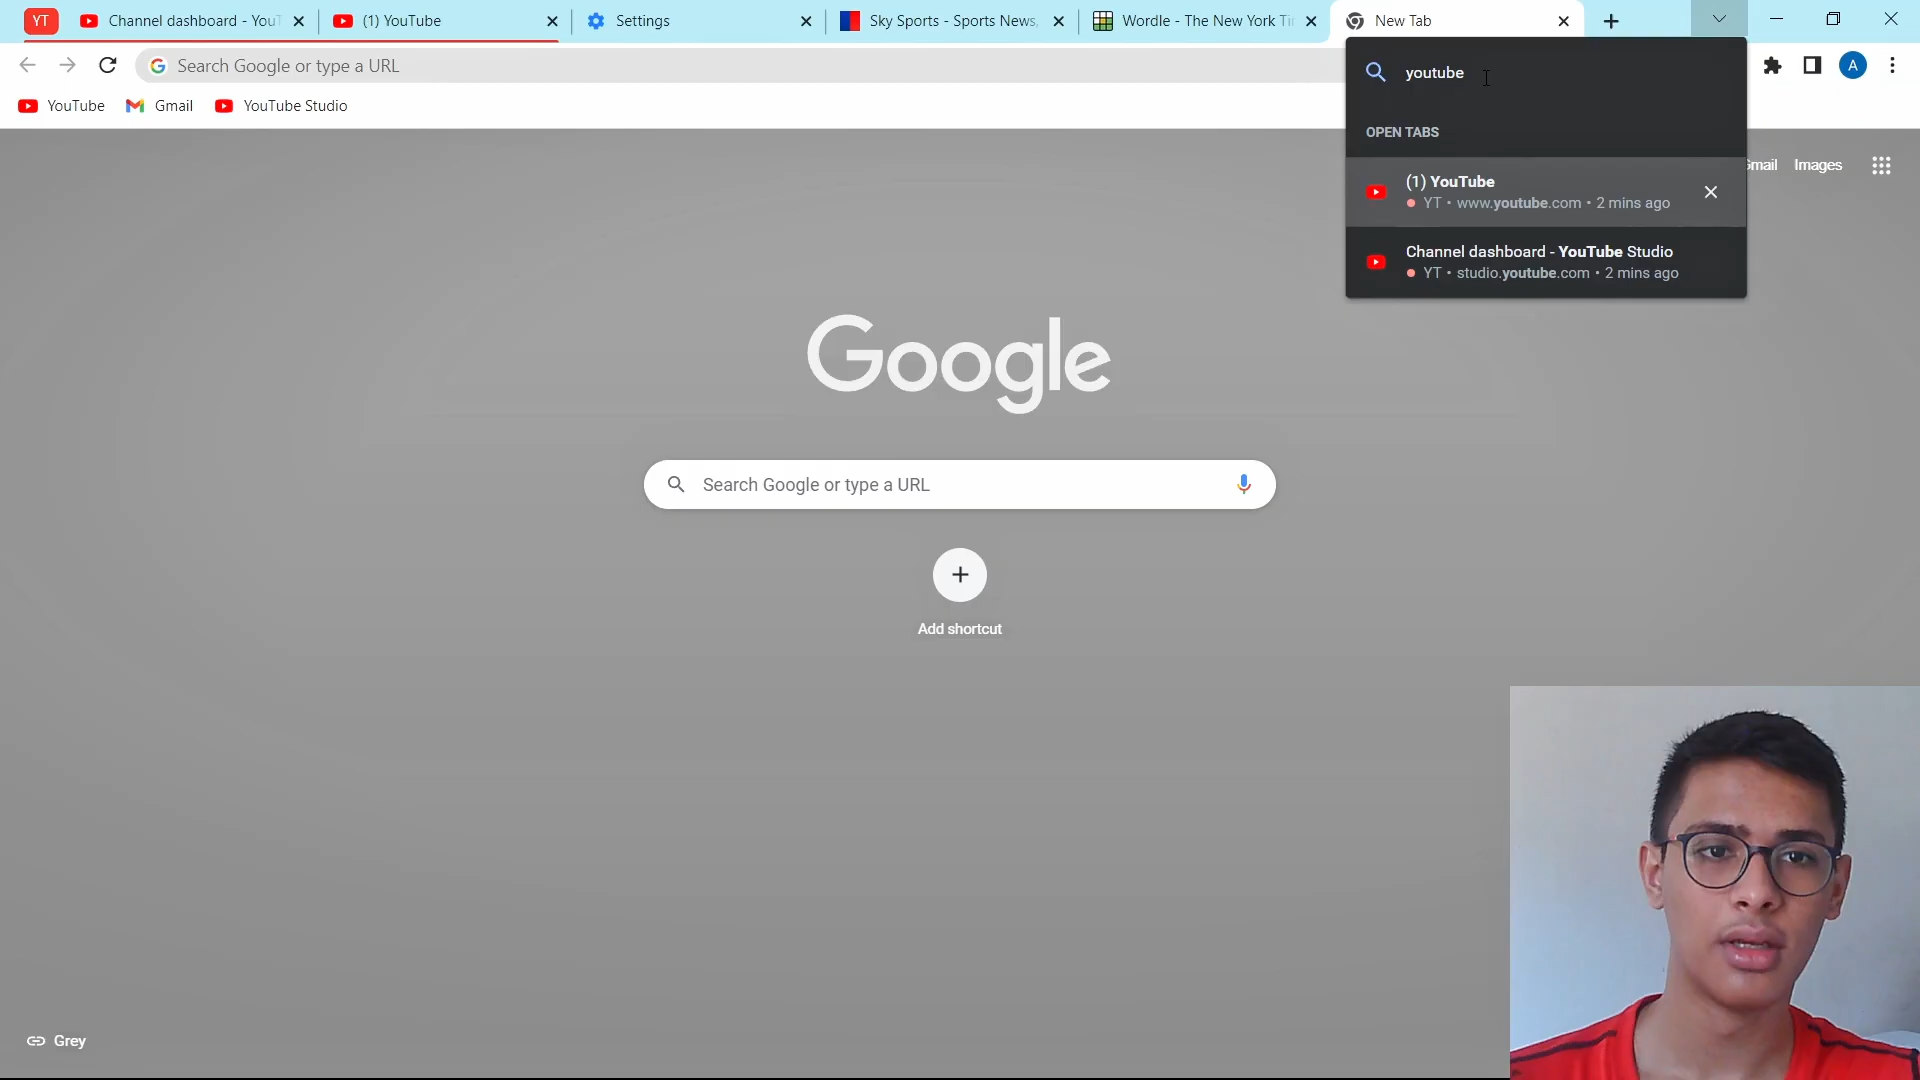 YT
Channel dashboard - You
(1) YouTube
Settings
Sky Sports - Sports News,
Wordle - The New York Ti
New Tab
Search Google or type a URL
A
YouTube
Gmail
YouTube Studio
youtube
OPEN TABS
(1) YouTube
YT • www.youtube.com • 2 mins ago
Channel dashboard - YouTube Studio
YT • studio.youtube.com • 2 mins ago
Gmail
Images
Google
Search Google or type a URL
Add shortcut
Grey